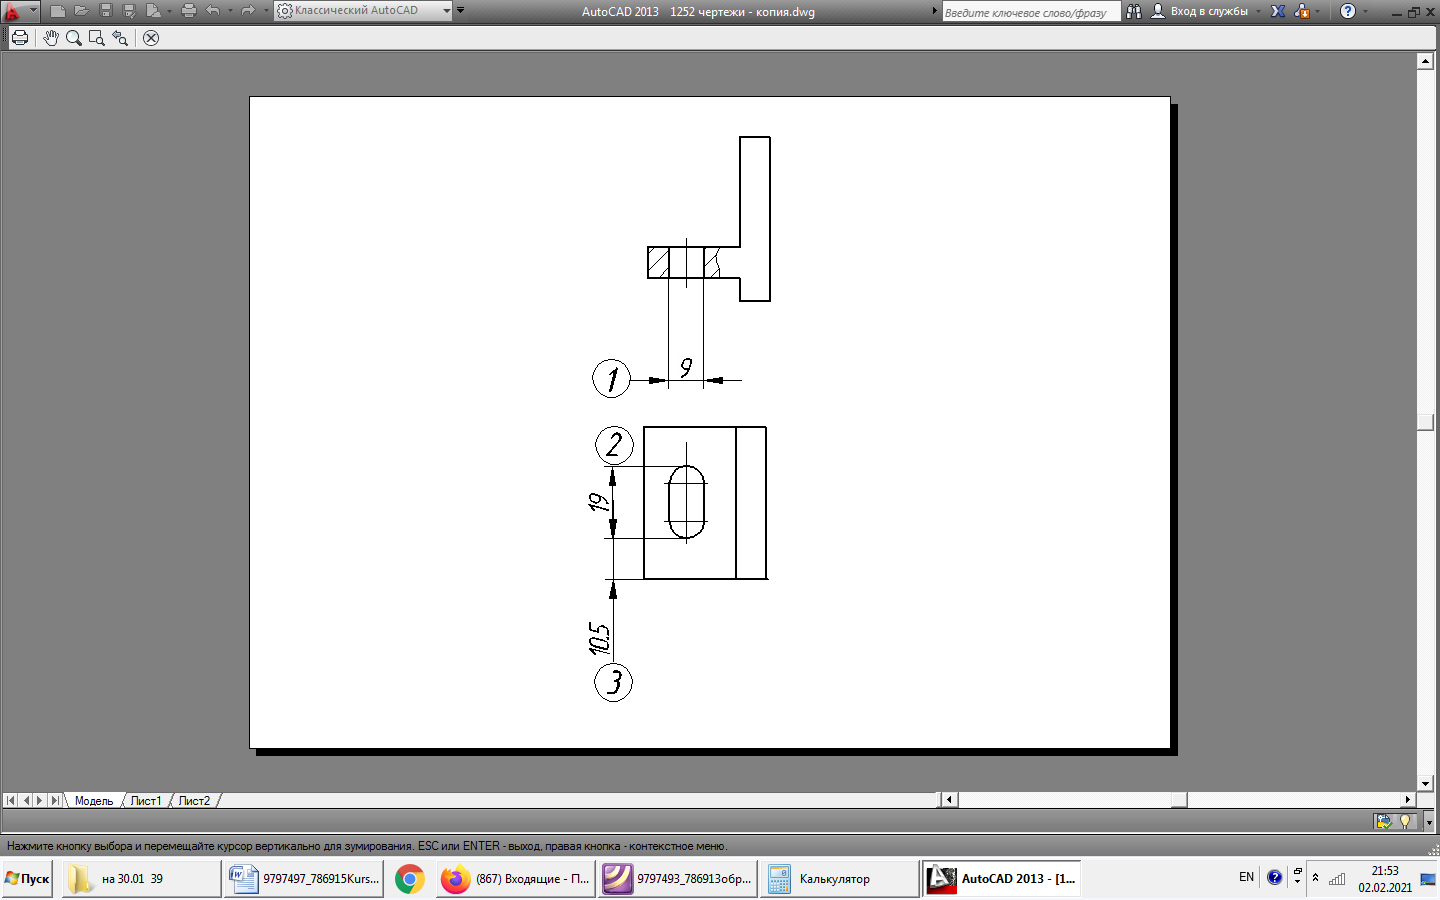 Классический AutoCAD
AutoCAD 2013 1252 чертежи - копия.dwg
Введите ключевое слово/фразу
Вход в службы
9
1
2
19
10.5
3
Модель
Лист1
Лист2
Нажмите кнопку выбора и перемещайте курсор вертикально для зумирования. ESC или ENTER - выход, правая кнопка - контекстное меню.
Пуск
на 30.01 39
9797497_786915Kurs...
(867) Входящие - П...
9797493_786913обр...
Калькулятор
AutoCAD 2013 - [1...
EN
21:53
02.02.2021